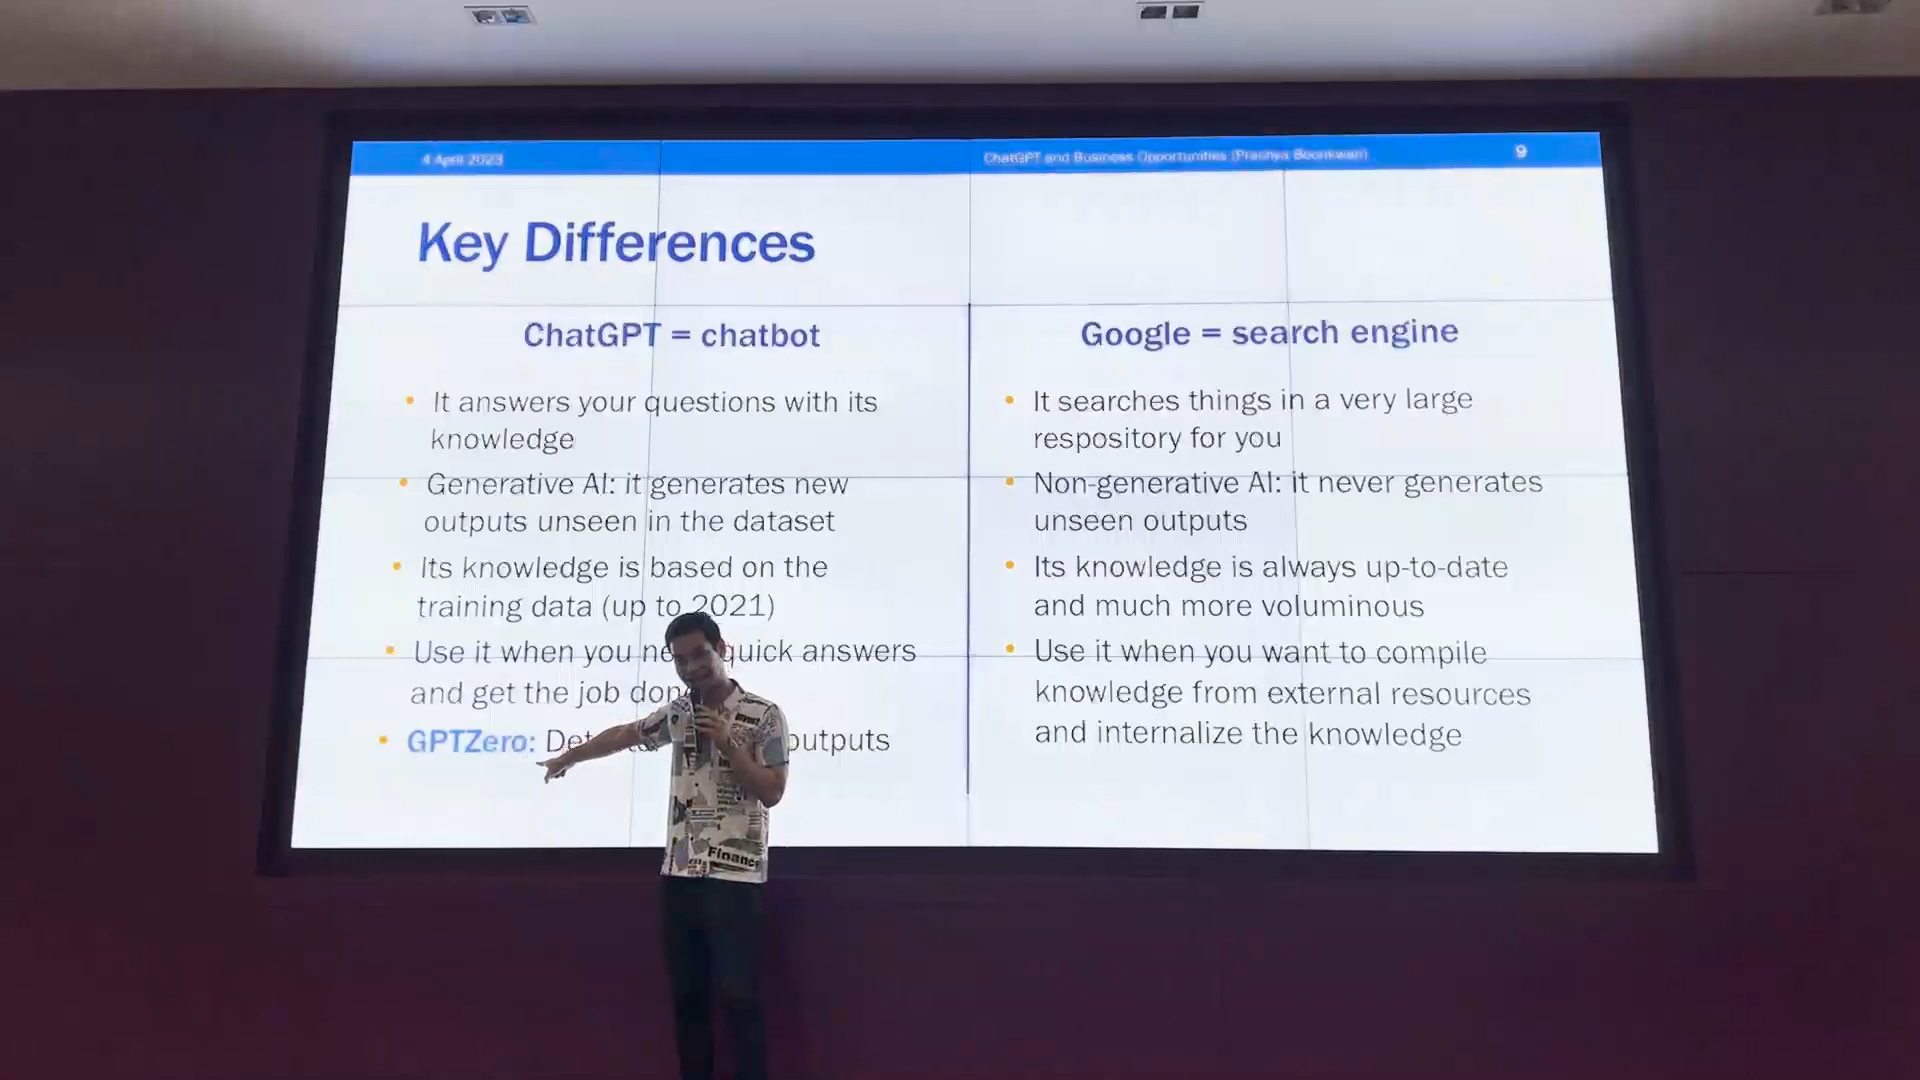 4 April 2023
ChatGPT and Business Opportunities (Prachya Boonkwan)
9
Key Differences
ChatGPT = chatbot
• It answers your questions with its
knowledge
• Generative AI: it generates new
outputs unseen in the dataset
• Its knowledge is based on the
training data (up to 2021)
• Use it when you quick answers
and get the job
• GPTZero: outputs
Google = search engine
• It searches things in a very large
respository for you
• Non-generative AI: it never generates
unseen outputs
• Its knowledge is always up-to-date
and much more voluminous
• Use it when you want to compile
knowledge from external resources
and internalize the knowledge
Finance